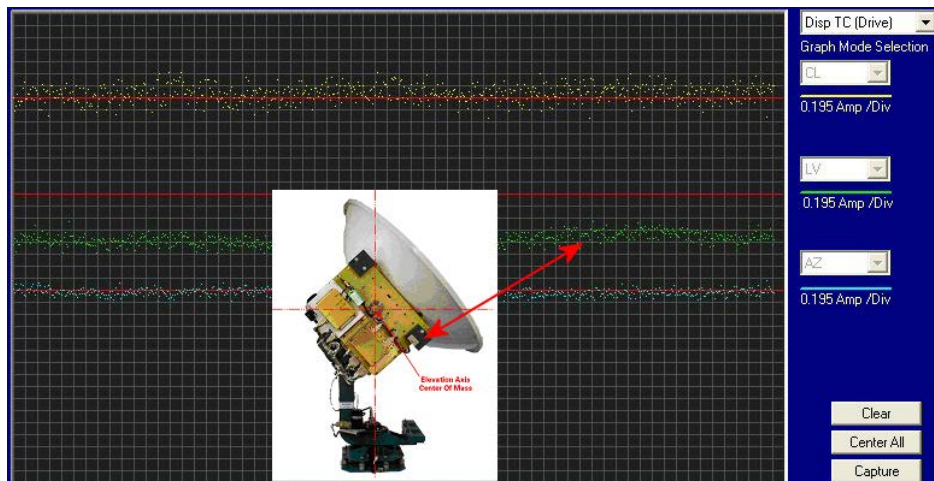 Disp TC (Drive)
Graph Mode Selection
CL
0.195 Amp /Div
LV
0.195 Amp /Div
AZ
0.195 Amp /Div
Elevation Axis
Center Of Mass
Clear
Center All
Capture